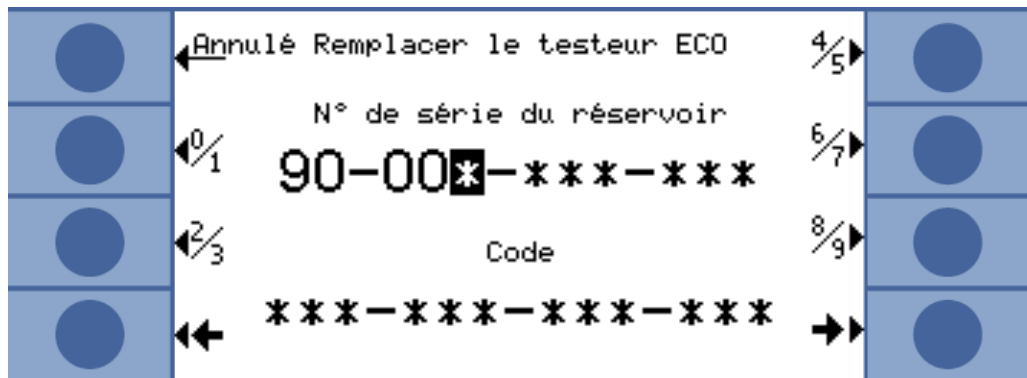 Annulé Remplacer le testeur ECO 4/5
N° de série du réservoir
0/1 90-00*-***-*** 6/7
2/3 Code 8/9
***-***-***-***